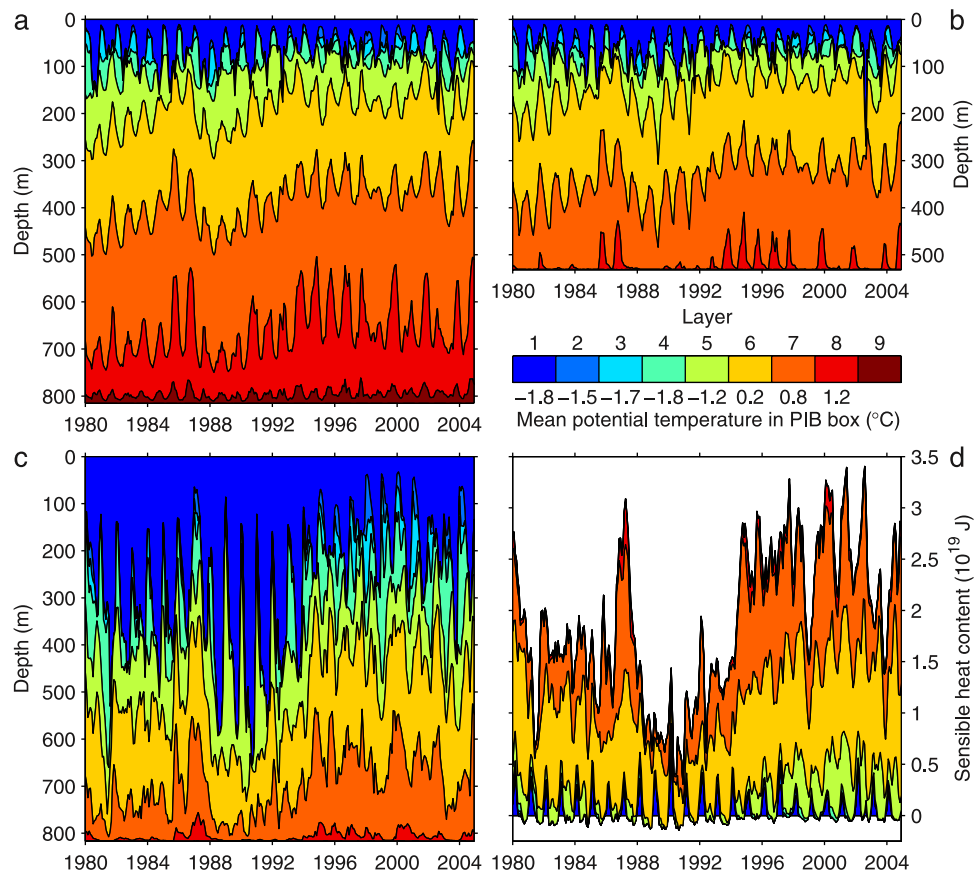 a
0
100
200
300
400
500
600
700
800
Depth (m)
1980 1984 1988 1992 1996 2000 2004
b
0
100
200
300
400
500
Depth (m)
1980 1984 1988 1992 1996 2000 2004
Layer
1 2 3 4 5 6 7 8 9
−1.8 −1.5 −1.7 −1.8 −1.2 0.2 0.8 1.2
Mean potential temperature in PIB box (°C)
c
0
100
200
300
400
500
600
700
800
Depth (m)
1980 1984 1988 1992 1996 2000 2004
d
3.5
3
2.5
2
1.5
1
0.5
0
Sensible heat content (10^19 J)
1980 1984 1988 1992 1996 2000 2004